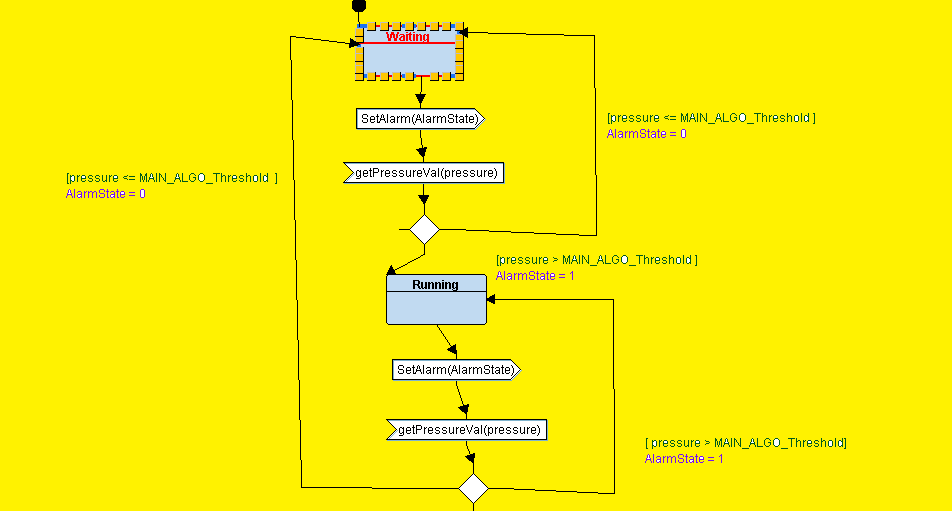 Waiting
SetAlarm(AlarmState)
[pressure <= MAIN_ALGO_Threshold ]
AlarmState = 0
getPressureVal(pressure)
[pressure <= MAIN_ALGO_Threshold ]
AlarmState = 0
[pressure > MAIN_ALGO_Threshold ]
AlarmState = 1
Running
SetAlarm(AlarmState)
getPressureVal(pressure)
[ pressure > MAIN_ALGO_Threshold]
AlarmState = 1